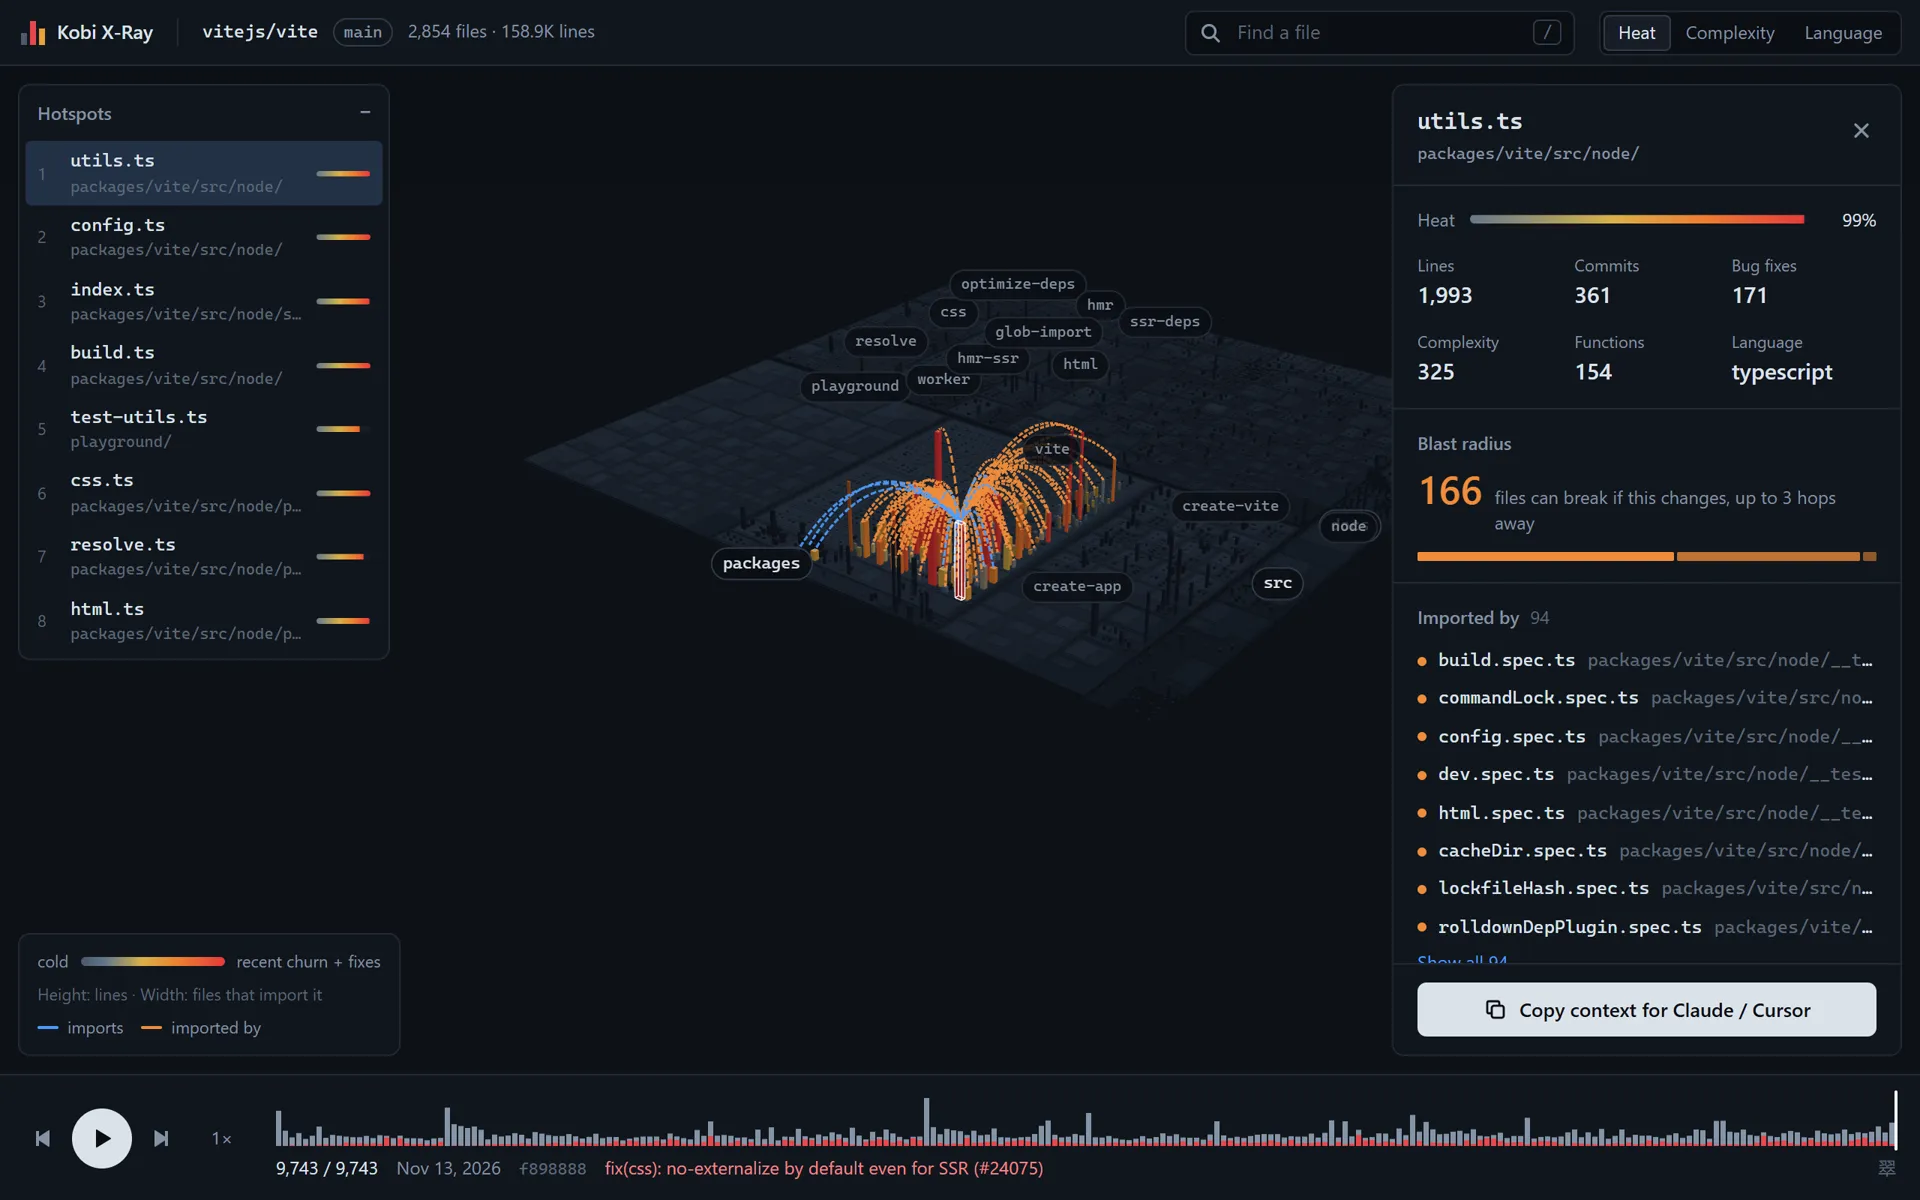 Kobi X-Ray
vitejs/vite
main
2,854 files · 158.9K lines
Find a file
/
Heat
Complexity
Language
Hotspots
1
utils.ts
packages/vite/src/node/
2
config.ts
packages/vite/src/node/
3
index.ts
packages/vite/src/node/s…
4
build.ts
packages/vite/src/node/
5
test-utils.ts
playground/
6
css.ts
packages/vite/src/node/p…
7
resolve.ts
packages/vite/src/node/p…
8
html.ts
packages/vite/src/node/p…
optimize-deps
hmr
css
ssr-deps
glob-import
resolve
hmr-ssr
html
worker
playground
vite
create-vite
node
packages
src
create-app
utils.ts
packages/vite/src/node/
Heat
99%
Lines
Commits
Bug fixes
1,993
361
171
Complexity
Functions
Language
325
154
typescript
Blast radius
166 files can break if this changes, up to 3 hops
away
Imported by 94
build.spec.ts packages/vite/src/node/__t…
commandLock.spec.ts packages/vite/src/no…
config.spec.ts packages/vite/src/node/__…
dev.spec.ts packages/vite/src/node/__tes…
html.spec.ts packages/vite/src/node/__te…
cacheDir.spec.ts packages/vite/src/node/…
lockfileHash.spec.ts packages/vite/src/n…
rolldownDepPlugin.spec.ts packages/vite/…
Show all 94
Copy context for Claude / Cursor
cold
recent churn + fixes
Height: lines · Width: files that import it
imports
imported by
1×
9,743 / 9,743
Nov 13, 2026
f898888
fix(css): no-externalize by default even for SSR (#24075)